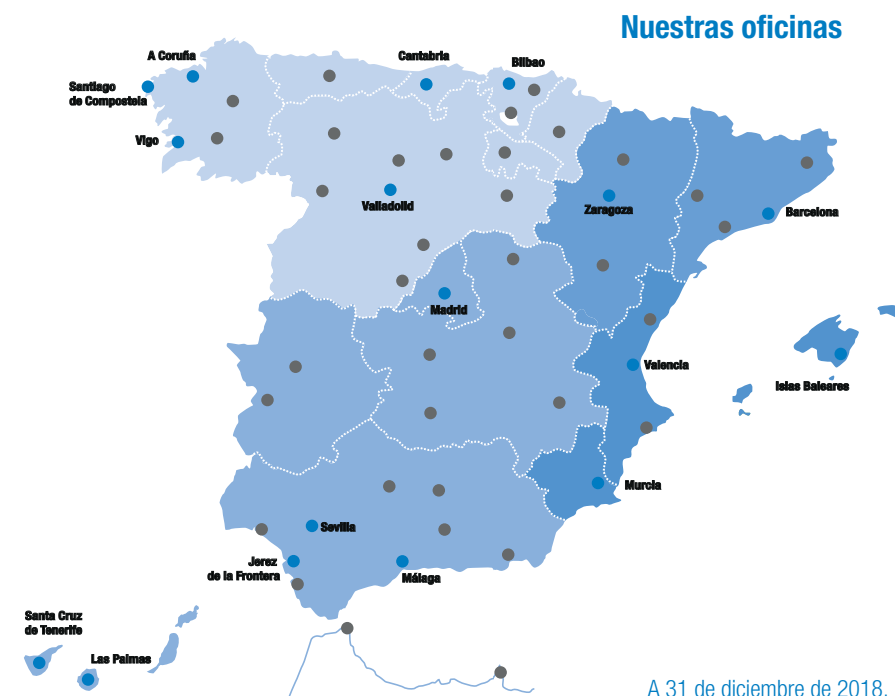 Nuestras oficinas
A Coruña
Cantabria
Bilbao
Santiago
de Compostela
Vigo
Valladolid
Zaragoza
Barcelona
Madrid
Valencia
Islas Baleares
Murcia
Sevilla
Jerez
de la Frontera
Málaga
Santa Cruz
de Tenerife
Las Palmas
A 31 de diciembre de 2018.